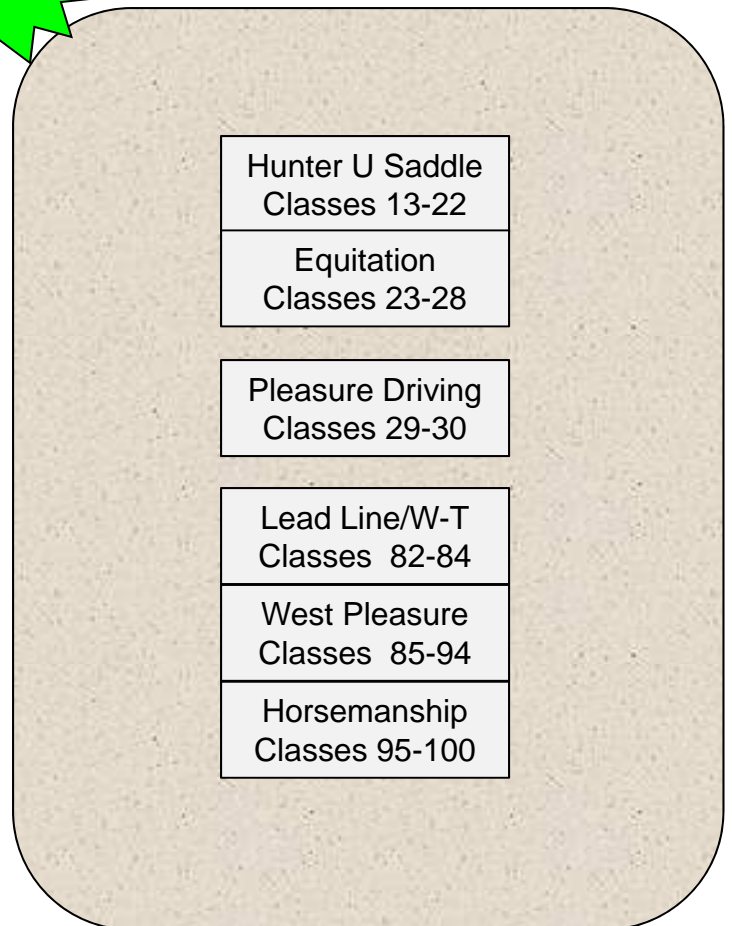 Hunter U Saddle
Classes 13-22
Equitation
Classes 23-28
Pleasure Driving
Classes 29-30
Lead Line/W-T
Classes  82-84
West Pleasure
Classes  85-94
Horsemanship
Classes 95-100